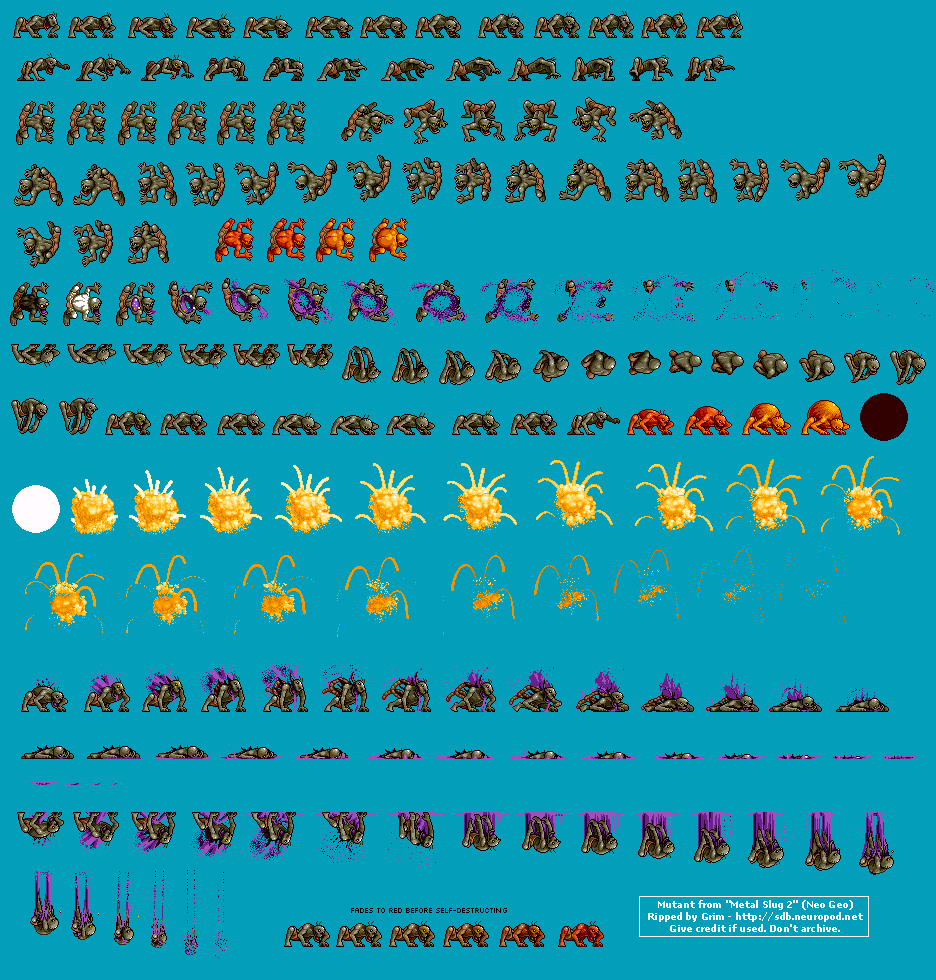 FADES TO RED BEFORE SELF-DESTRUCTING
Mutant from "Metal Slug 2" (Neo Geo)
Ripped by Grim - http://sdb.neuropod.net
Give credit if used. Don't archive.